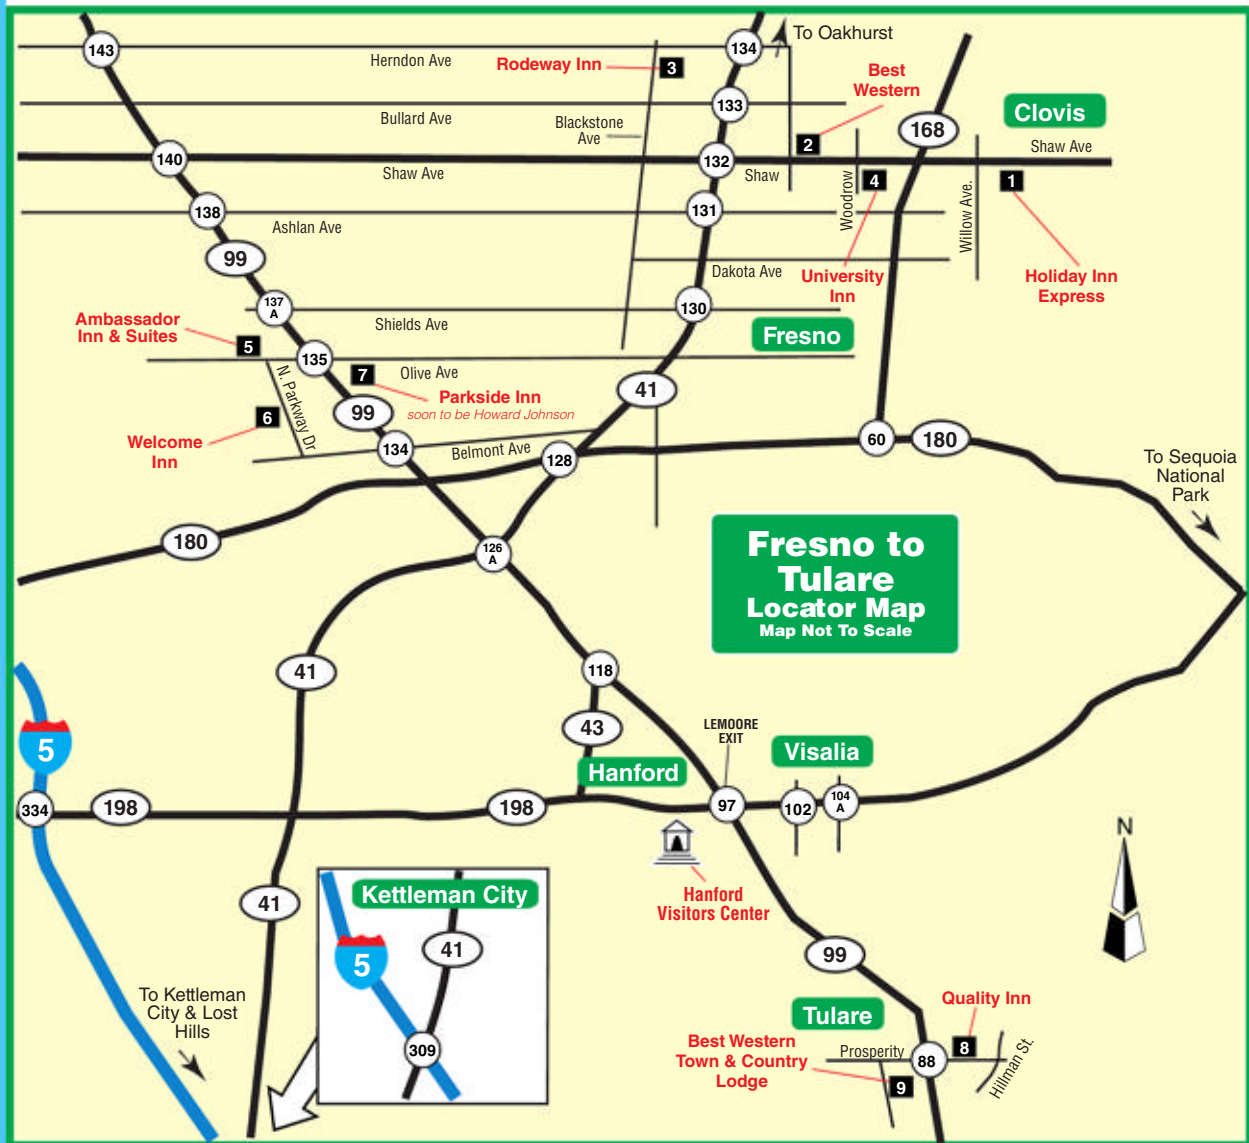 To Oakhurst
143
134
Herndon Ave
Rodeway Inn
3
Best
Western
133
Bullard Ave
Blackstone
Ave
168
Clovis
2
Shaw Ave
140
132
Shaw Ave
Shaw
4
1
Woodrow
Willow Ave.
138
131
Ashlan Ave
99
Dakota Ave
University
Inn
Holiday Inn
Express
137
A
130
Shields Ave
Ambassador
Inn & Suites
5
Fresno
135
7
Olive Ave
N. Parkway Dr
41
Parkside Inn
soon to be Howard Johnson
99
6
Welcome
Inn
134
Belmont Ave
128
60
180
To Sequoia
National
Park
180
126
A
Fresno to
Tulare
Locator Map
Map Not To Scale
41
118
43
LEMOORE
EXIT
5
Visalia
Hanford
334
198
198
97
102
104
A
N
Hanford
Visitors Center
Kettleman City
41
41
5
99
309
To Kettleman
City & Lost
Hills
Quality Inn
Tulare
Best Western
Town & Country
Lodge
Prosperity
88
8
Hillman St.
9